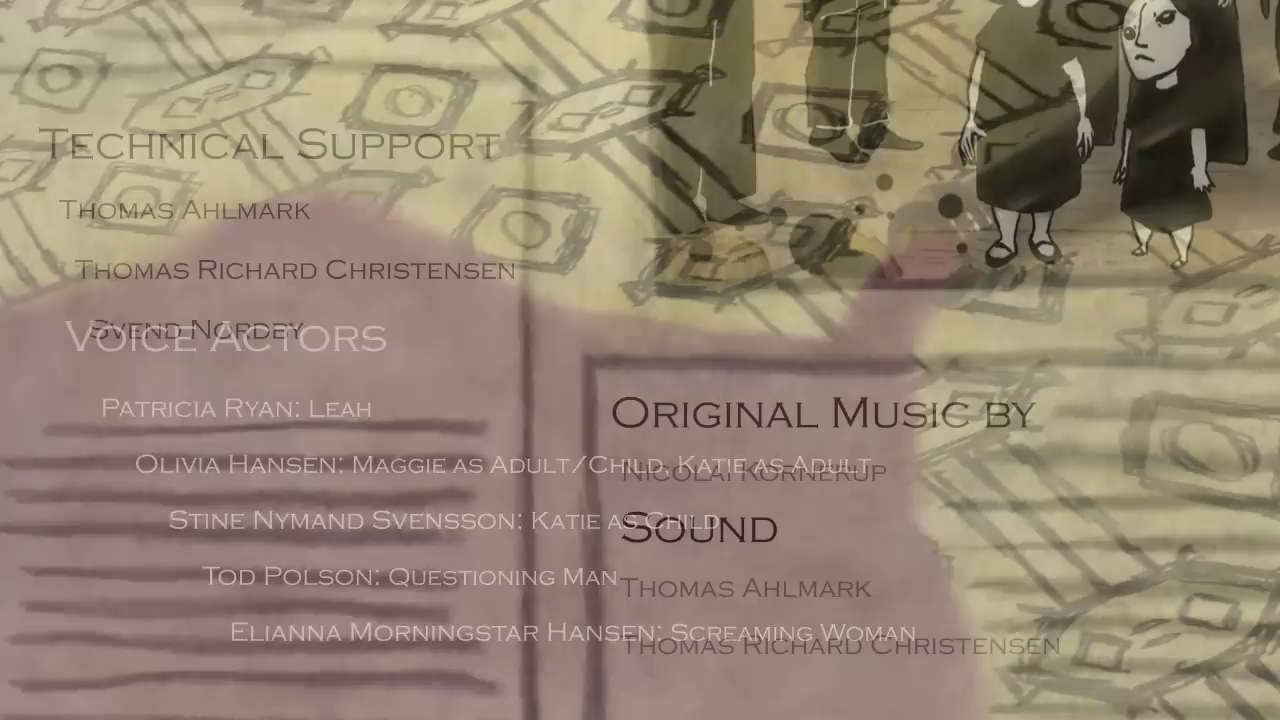 Technical Support
Thomas Ahlmark
Thomas Richard Christensen
Svend Nordby
Voice Actors
Patricia Ryan: Leah
Olivia Hansen: Maggie as Adult/Child, Katie as Adult
Stine Nymand Svensson: Katie as Child
Tod Polson: Questioning Man
Elianna Morningstar Hansen: Screaming Woman
Original Music by
Nicolai Kornerup
Sound
Thomas Ahlmark
Thomas Richard Christensen